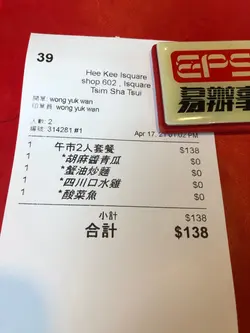 39
Hee Kee Isquare
shop 602 , Isquare
Tsim Sha Tsui
開單: wong yuk wan
印單員: wong yuk wan
人數: 2
編號: 314281 #1
Apr 17, 01:02 PM
1 午市2人套餐 $138
1 *胡麻醬青瓜 $0
1 *蟹油炒麵 $0
1 *四川口水雞 $0
1 *酸菜魚 $0
小計 $138
合計 $138
EPS
易辦事